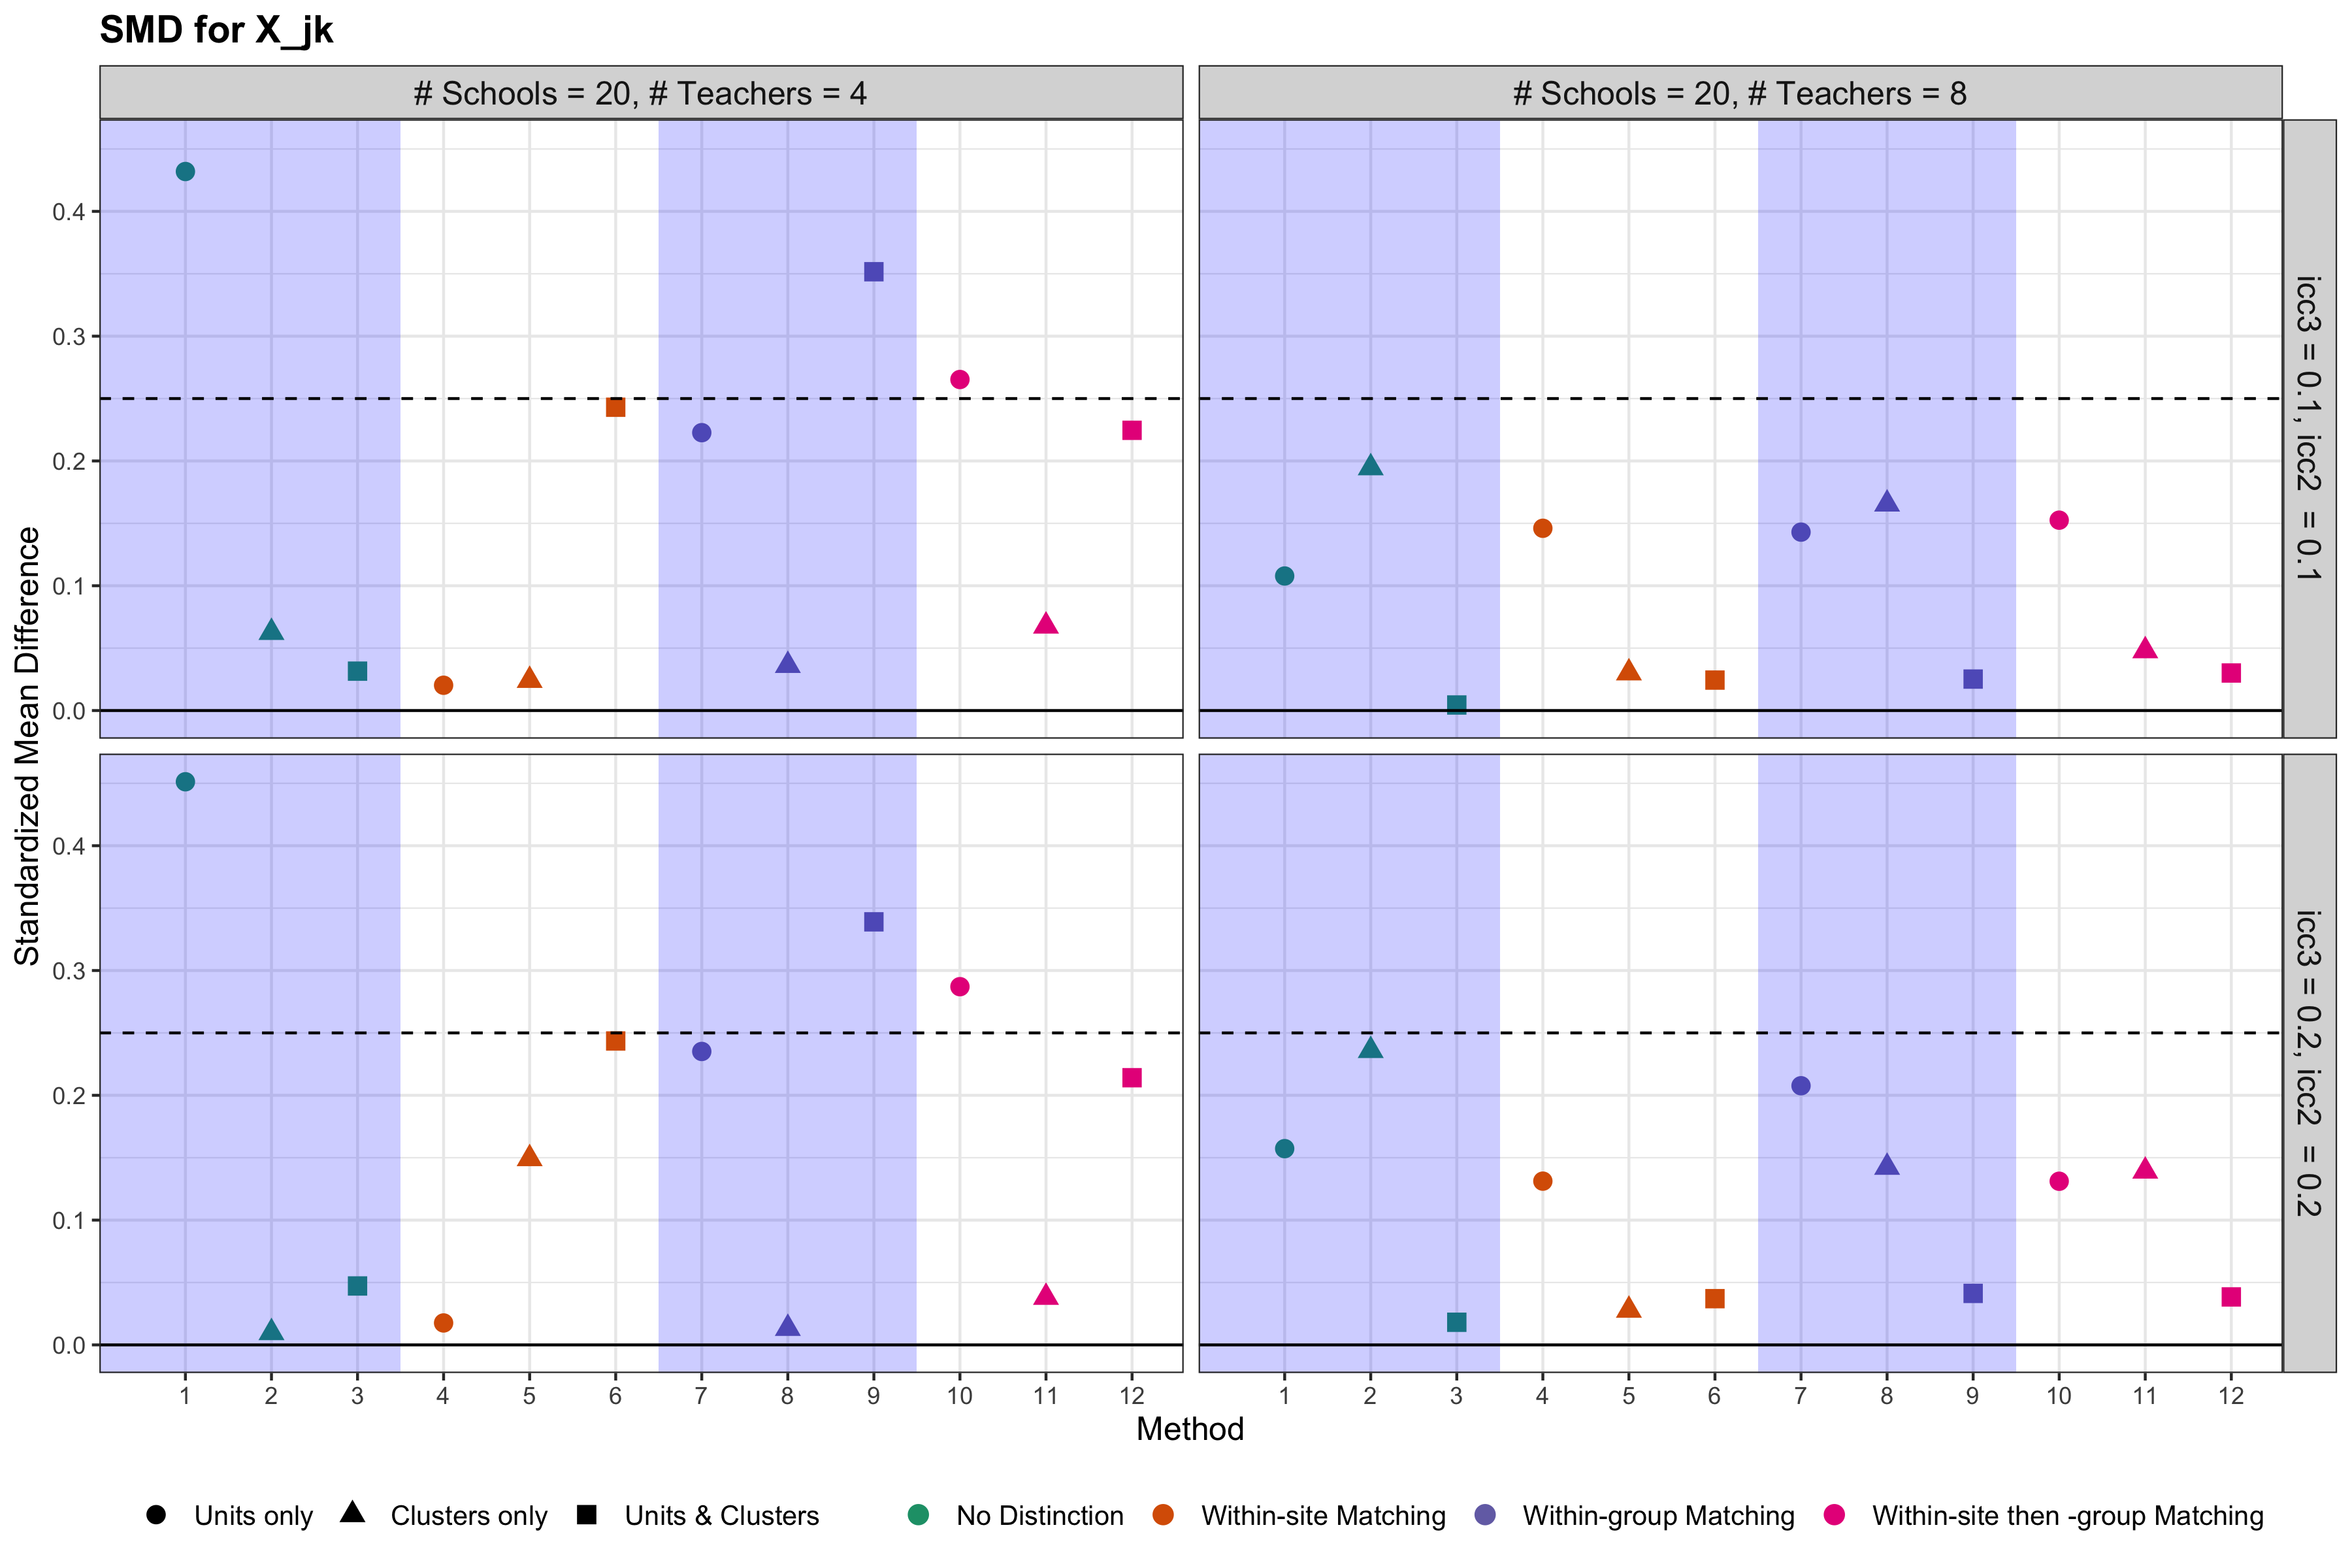 SMD for X_jk
# Schools = 20, # Teachers = 4
# Schools = 20, # Teachers = 8
Standardized Mean Difference
0.4
0.3
0.2
0.1
0.0
icc3 = 0.1, icc2 = 0.1
0.4
0.3
0.2
0.1
0.0
icc3 = 0.2, icc2 = 0.2
1 2 3 4 5 6 7 8 9 10 11 12
1 2 3 4 5 6 7 8 9 10 11 12
Method
Units only Clusters only Units & Clusters No Distinction Within-site Matching Within-group Matching Within-site then -group Matching